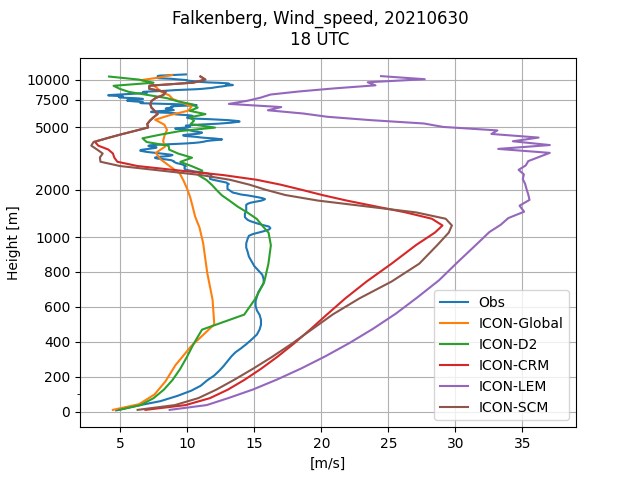 Falkenberg, Wind_speed, 20210630
18 UTC
10000
7500
5000
2000
1000
800
600
400
200
0
Height [m]
5 10 15 20 25 30 35
[m/s]
Obs
ICON-Global
ICON-D2
ICON-CRM
ICON-LEM
ICON-SCM